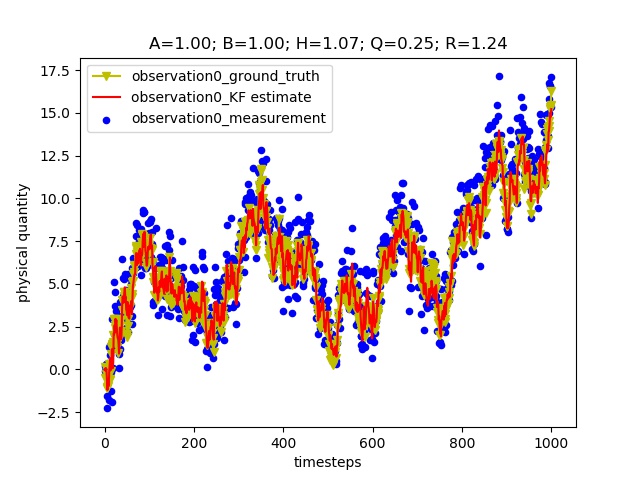 A=1.00; B=1.00; H=1.07; Q=0.25; R=1.24
observation0_ground_truth
observation0_KF estimate
observation0_measurement
physical quantity
17.5
15.0
12.5
10.0
7.5
5.0
2.5
0.0
−2.5
0 200 400 600 800 1000
timesteps